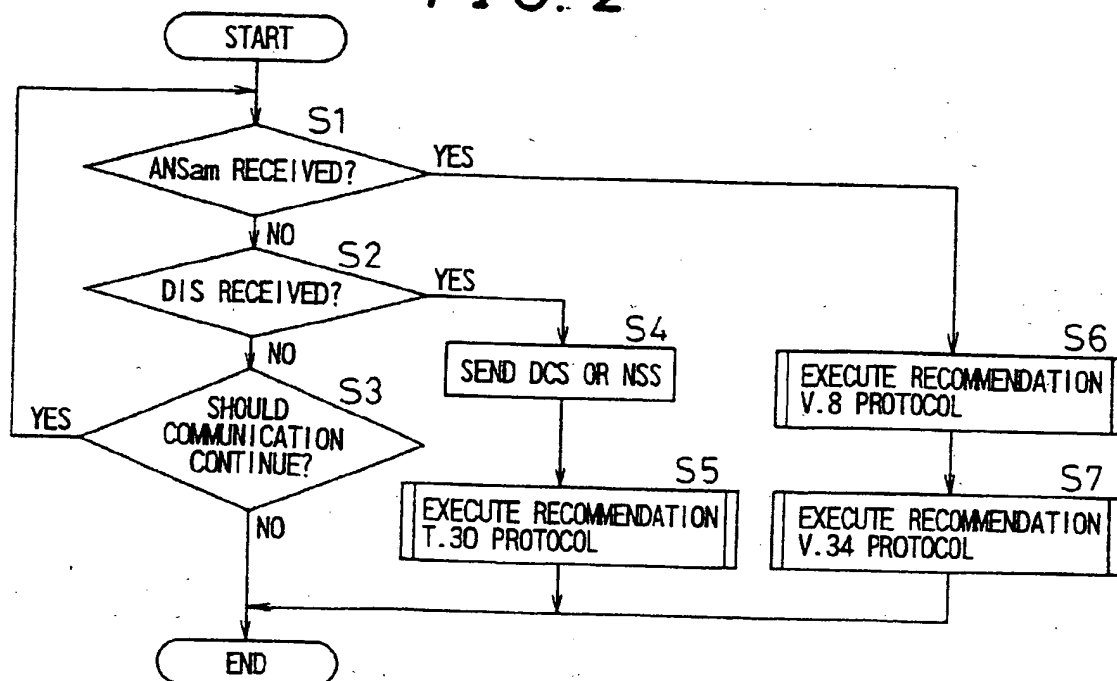 FIG. 2
START
S1
ANSam RECEIVED?
YES
NO
S2
DIS RECEIVED?
YES
NO
S3
SHOULD
COMMUNICATION
CONTINUE?
YES
NO
S4
SEND DCS OR NSS
S5
EXECUTE RECOMMENDATION
T.30 PROTOCOL
S6
EXECUTE RECOMMENDATION
V.8 PROTOCOL
S7
EXECUTE RECOMMENDATION
V.34 PROTOCOL
END